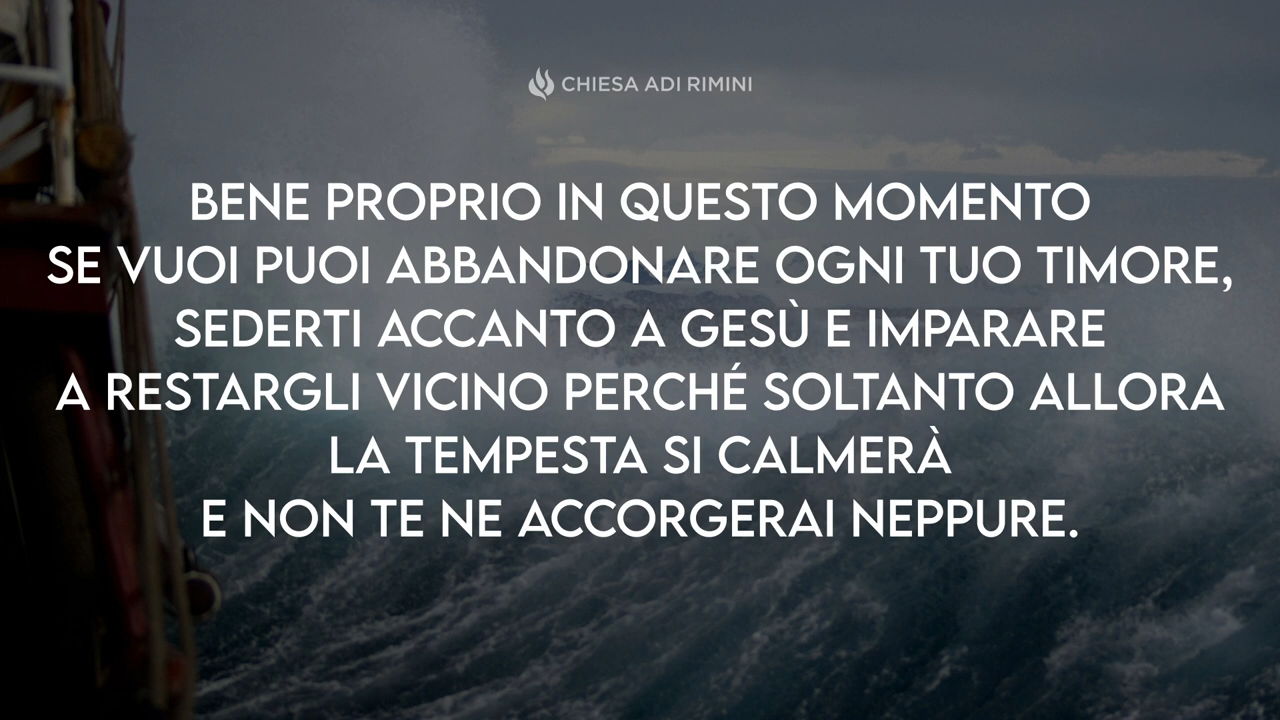 CHIESA ADI RIMINI
BENE PROPRIO IN QUESTO MOMENTO
SE VUOI PUOI ABBANDONARE OGNI TUO TIMORE,
SEDERTI ACCANTO A GESÙ E IMPARARE
A RESTARGLI VICINO PERCHÉ SOLTANTO ALLORA
LA TEMPESTA SI CALMERÀ
E NON TE NE ACCORGERAI NEPPURE.